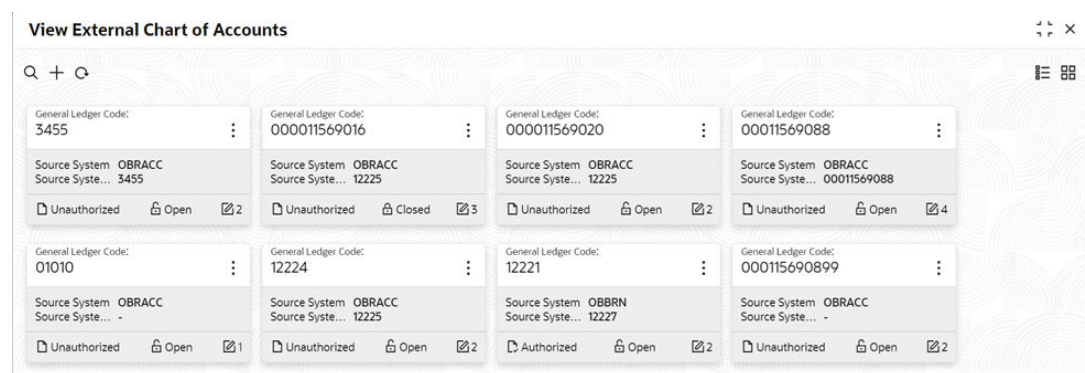 View External Chart of Accounts
General Ledger Code:
3455
Source System OBRACC
Source Syste... 3455
Unauthorized Open 2
General Ledger Code:
000011569016
Source System OBRACC
Source Syste... 12225
Unauthorized Closed 3
General Ledger Code:
000011569020
Source System OBRACC
Source Syste... 12225
Unauthorized Open 2
General Ledger Code:
00011569088
Source System OBRACC
Source Syste... 00011569088
Unauthorized Open 4
General Ledger Code:
01010
Source System OBRACC
Source Syste... -
Unauthorized Open 1
General Ledger Code:
12224
Source System OBRACC
Source Syste... 12225
Unauthorized Open 2
General Ledger Code:
12221
Source System OBBRN
Source Syste... 12227
Authorized Open 2
General Ledger Code:
000115690899
Source System OBRACC
Source Syste... -
Unauthorized Open 2